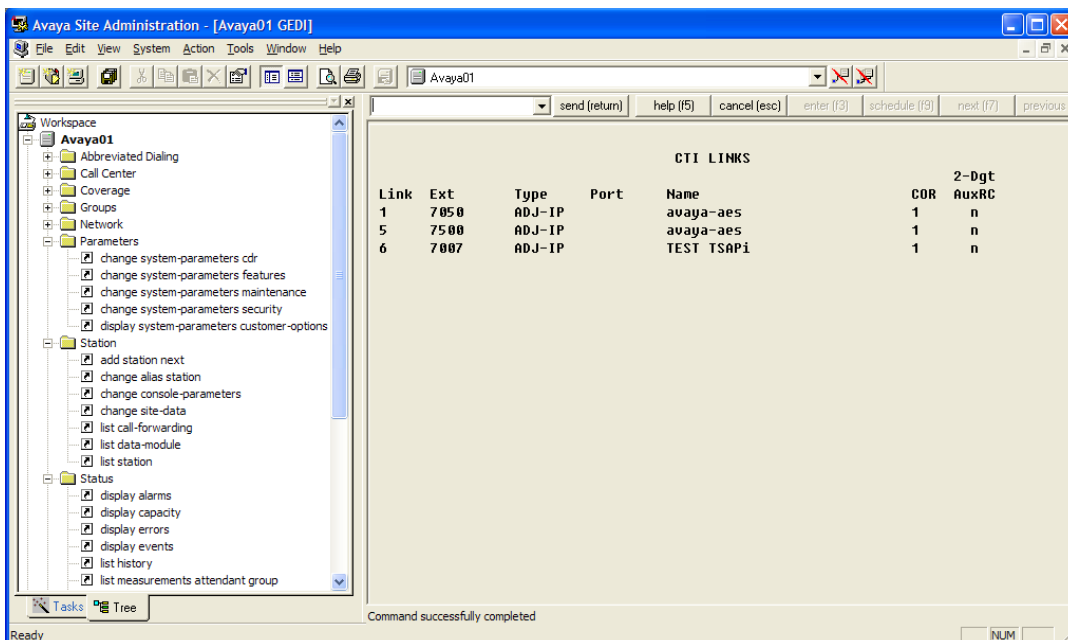 Avaya Site Administration - [Avaya01 GEDI]
File Edit View System Action Tools Window Help
Avaya01
send (return) help (f5) cancel (esc) enter (f3) schedule (f9) next (f7) previous
Workspace
Avaya01
Abbreviated Dialing
Call Center
Coverage
Groups
Network
Parameters
change system-parameters cdr
change system-parameters features
change system-parameters maintenance
change system-parameters security
display system-parameters customer-options
Station
add station next
change alias station
change console-parameters
change site-data
list call-forwarding
list data-module
list station
Status
display alarms
display capacity
display errors
display events
list history
list measurements attendant group
Tasks Tree
CTI LINKS
2-Dgt
Link Ext Type Port Name COR AuxRC
1 7050 ADJ-IP avaya-aes 1 n
5 7500 ADJ-IP avaya-aes 1 n
6 7007 ADJ-IP TEST TSAPi 1 n
Command successfully completed
Ready NUM